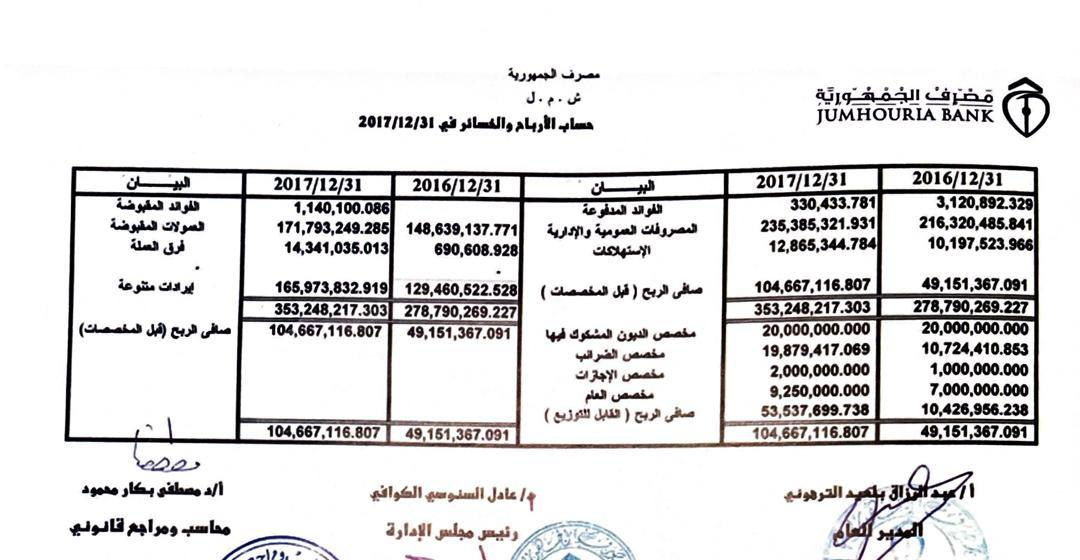 مصرف الجمهورية
ش . م . ل
حساب الأرباح والخسائر في 2017/12/31
مَصْرِف الجُمْهُورِيَّة
JUMHOURIA BANK
2016/12/31 2017/12/31 البيـــــان 2016/12/31 2017/12/31 البيـــــان
3,120,892.329 330,433.781 الفوائد المدفوعة 1,140,100.086 الفوائد المقبوضة
216,320,485.841 235,385,321.931 المصروفات العمومية والإدارية 148,639,137.771 171,793,249.285 العمولات المقبوضة
10,197,523.966 12,865,344.784 الإستهلاكات 690,608.928 14,341,035.013 فرق العملة
49,151,367.091 104,667,116.807 صافى الربح ( قبل المخصصات ) 129,460,522.528 165,973,832.919 إيرادات متنوعة
278,790,269.227 353,248,217.303 278,790,269.227 353,248,217.303
20,000,000.000 20,000,000.000 مخصص الديون المشكوك فيها 49,151,367.091 104,667,116.807 صافى الربح (قبل المخصصات)
10,724,410.853 19,879,417.069 مخصص الضرائب
1,000,000.000 2,000,000.000 مخصص الإجازات
7,000,000.000 9,250,000.000 مخصص العام
10,426,956.238 53,537,699.738 صافى الربح ( القابل للتوزيع )
49,151,367.091 104,667,116.807 49,151,367.091 104,667,116.807
أ/ عبد الرزاق بلعيد الترهوني
المدير العام
م/ عادل السنوسي الكوافي
رئيس مجلس الإدارة
أ/د مصطفى بكار محمود
محاسب ومراجع قانوني